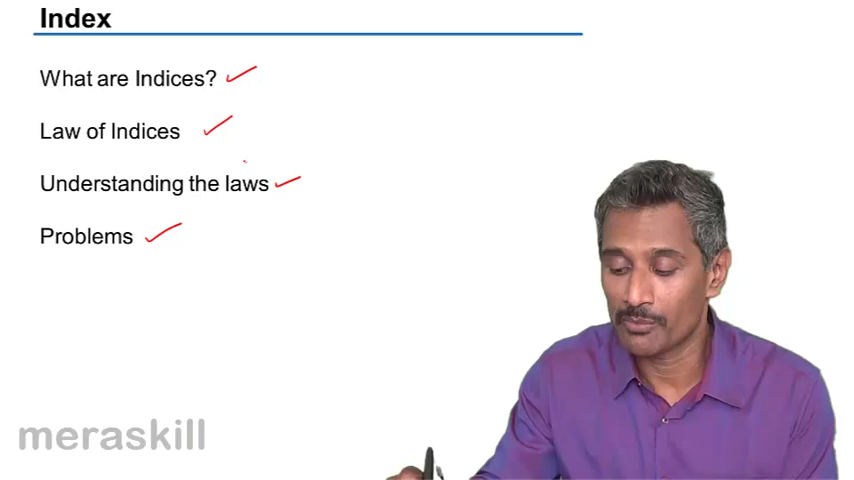 Index
What are Indices?
Law of Indices
Understanding the laws
Problems
meraskill